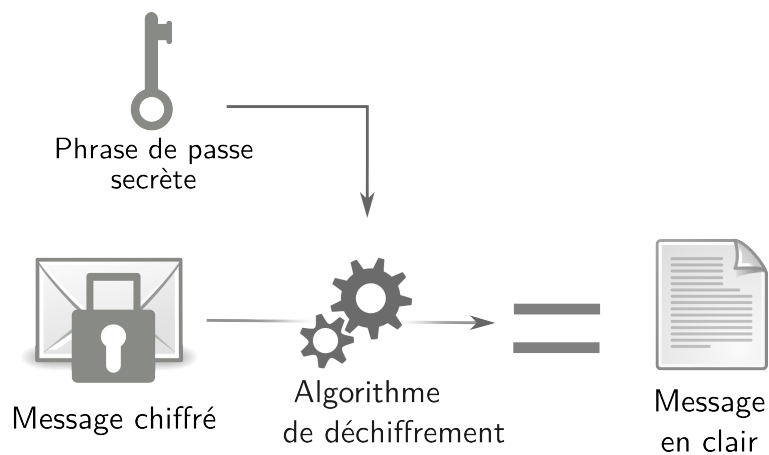 Phrase de passe
secrète
Message chiffré
Algorithme
de déchiffrement
Message
en clair